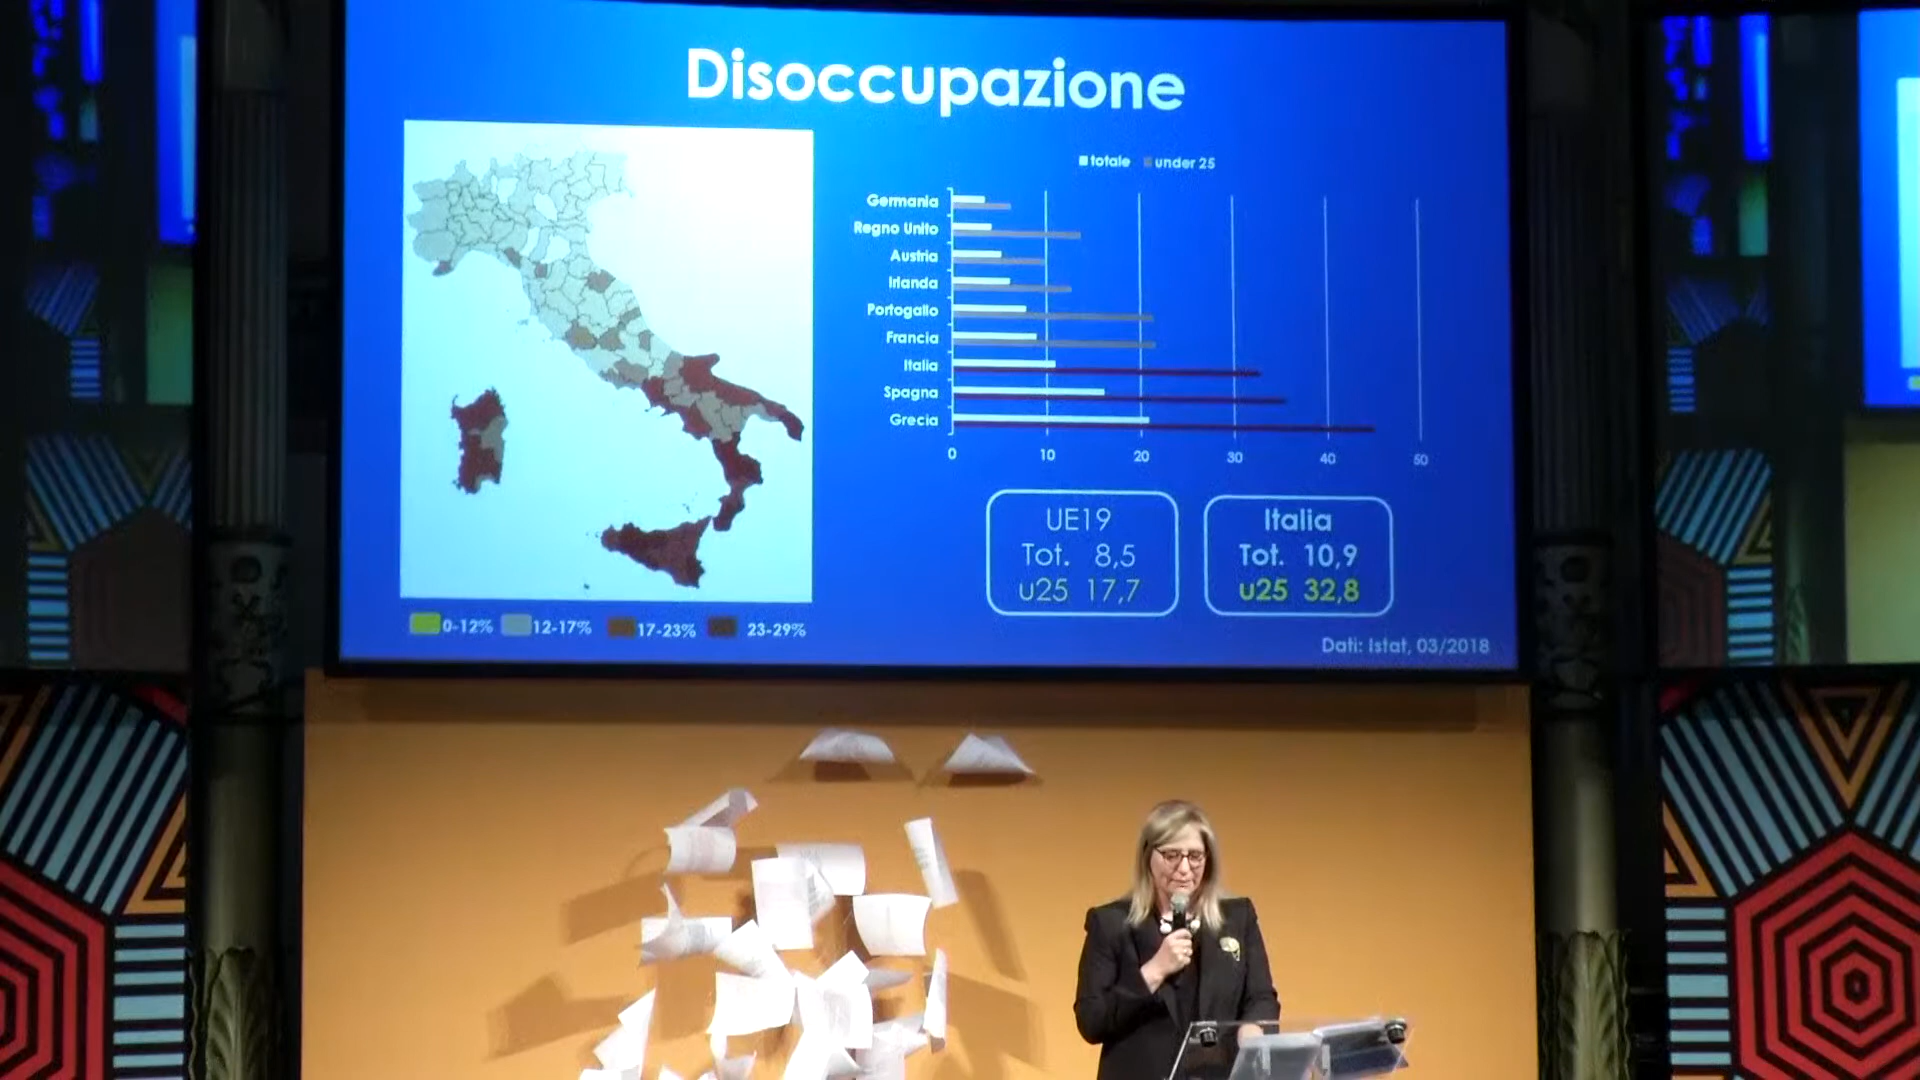 Disoccupazione
totale under 25
Germania
Regno Unito
Austria
Irlanda
Portogallo
Francia
Italia
Spagna
Grecia
0 10 20 30 40 50
UE19
Tot. 8,5
u25 17,7
Italia
Tot. 10,9
u25 32,8
0-12% 12-17% 17-23% 23-29%
Dati: Istat, 03/2018